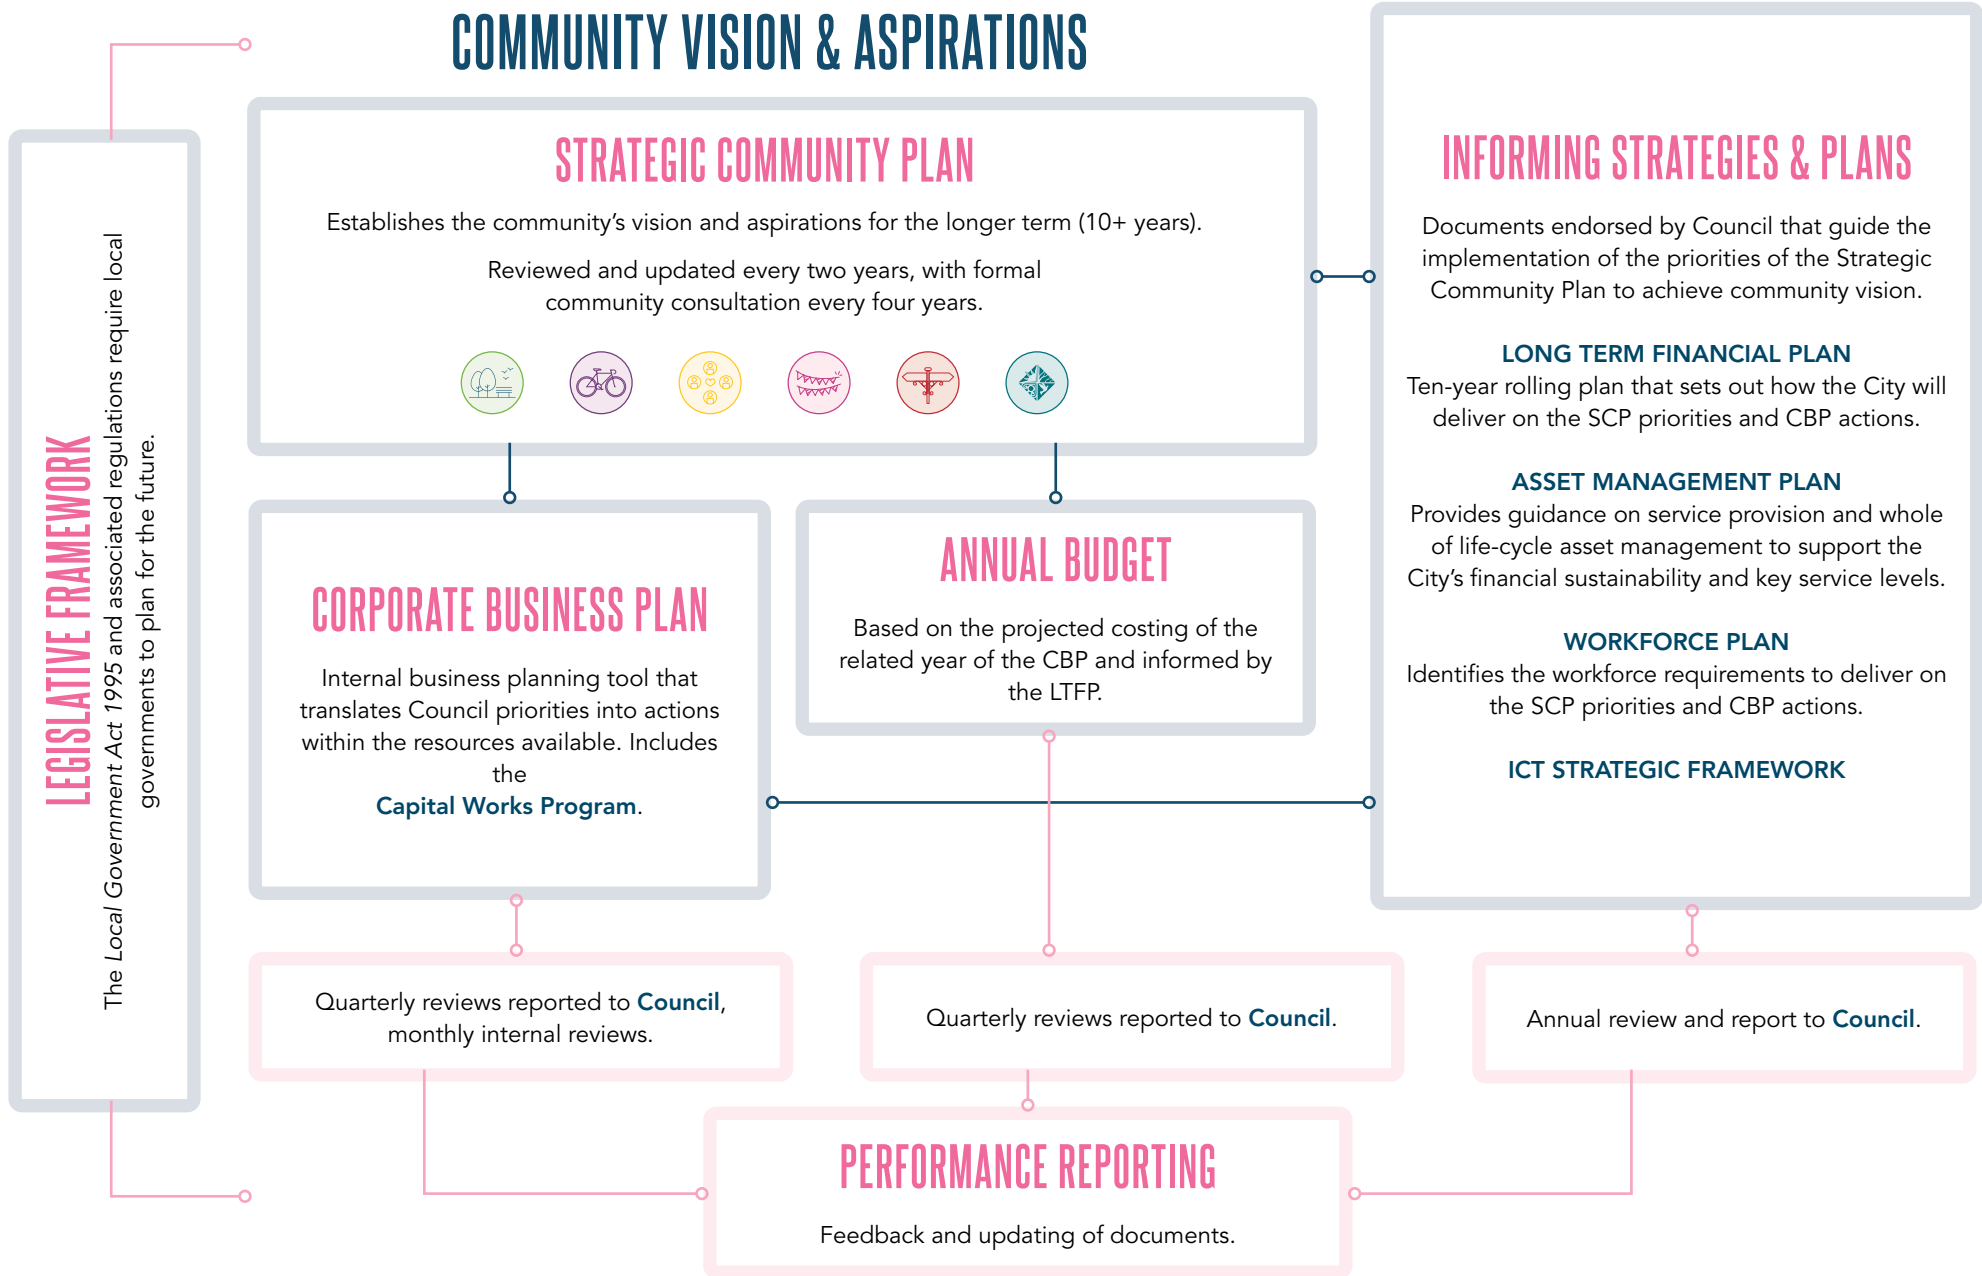 COMMUNITY VISION & ASPIRATIONS
LEGISLATIVE FRAMEWORK
The Local Government Act 1995 and associated regulations require local
governments to plan for the future.
STRATEGIC COMMUNITY PLAN
Establishes the community’s vision and aspirations for the longer term (10+ years).
Reviewed and updated every two years, with formal
community consultation every four years.
CORPORATE BUSINESS PLAN
Internal business planning tool that
translates Council priorities into actions
within the resources available. Includes
the
Capital Works Program.
ANNUAL BUDGET
Based on the projected costing of the
related year of the CBP and informed by
the LTFP.
INFORMING STRATEGIES & PLANS
Documents endorsed by Council that guide the
implementation of the priorities of the Strategic
Community Plan to achieve community vision.
LONG TERM FINANCIAL PLAN
Ten-year rolling plan that sets out how the City will
deliver on the SCP priorities and CBP actions.
ASSET MANAGEMENT PLAN
Provides guidance on service provision and whole
of life-cycle asset management to support the
City’s financial sustainability and key service levels.
WORKFORCE PLAN
Identifies the workforce requirements to deliver on
the SCP priorities and CBP actions.
ICT STRATEGIC FRAMEWORK
Quarterly reviews reported to Council,
monthly internal reviews.
Quarterly reviews reported to Council.
Annual review and report to Council.
PERFORMANCE REPORTING
Feedback and updating of documents.